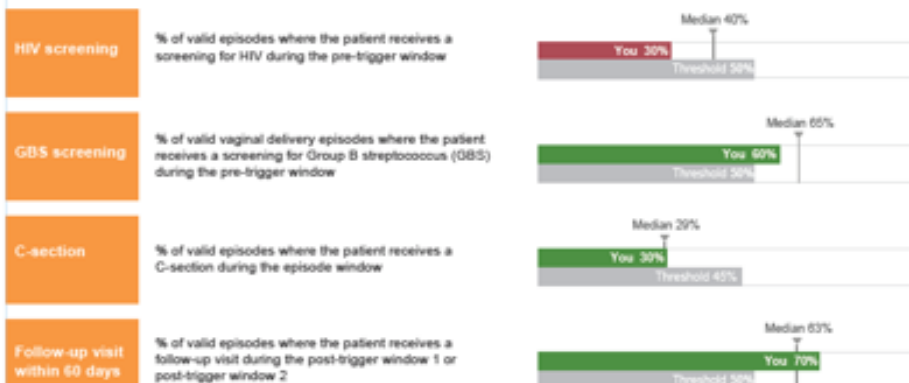 HIV screening
% of valid episodes where the patient receives a
screening for HIV during the pre-trigger window
Median 40%
You 30%
Threshold 50%
GBS screening
% of valid vaginal delivery episodes where the patient
receives a screening for Group B streptococcus (GBS)
during the pre-trigger window
Median 65%
You 60%
Threshold 50%
C-section
% of valid episodes where the patient receives a
C-section during the episode window
Median 29%
You 30%
Threshold 45%
Follow-up visit
within 60 days
% of valid episodes where the patient receives a
follow-up visit during the post-trigger window 1 or
post-trigger window 2
Median 63%
You 70%
Threshold 50%